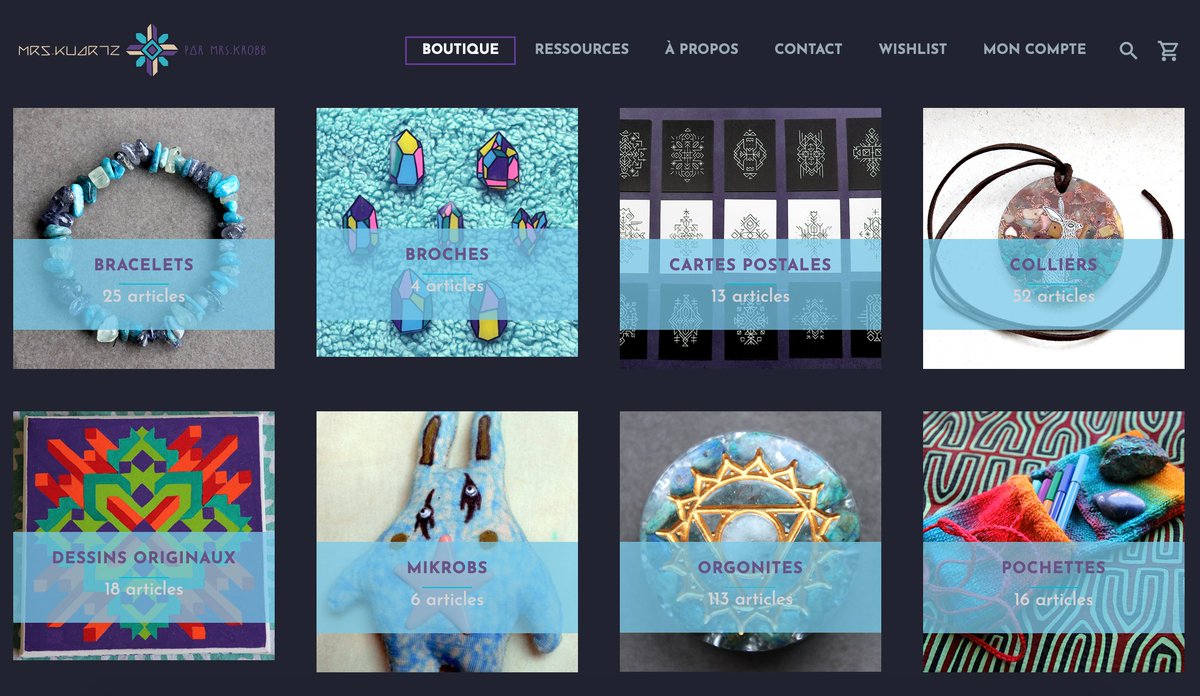 MRS.KUARTZ PAR MRS.KROBB
BOUTIQUE RESSOURCES À PROPOS CONTACT WISHLIST MON COMPTE
BRACELETS
25 articles
BROCHES
4 articles
CARTES POSTALES
13 articles
COLLIERS
52 articles
DESSINS ORIGINAUX
18 articles
MIKROBS
6 articles
ORGONITES
113 articles
POCHETTES
16 articles